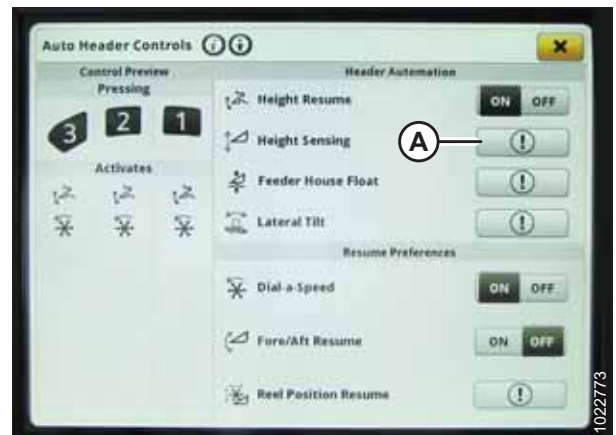 Auto Header Controls
Control Preview
Pressing
3 2 1
Activates
Header Automation
Height Resume ON OFF
Height Sensing A !
Feeder House Float !
Lateral Tilt !
Resume Preferences
Dial-a-Speed ON OFF
Fore/Aft Resume ON OFF
Reel Position Resume !
1022773